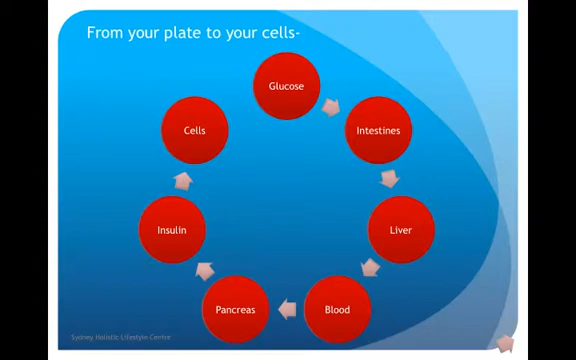 From your plate to your cells-
Glucose
Intestines
Liver
Blood
Pancreas
Insulin
Cells
Sydney Holistic Lifestyle Centre